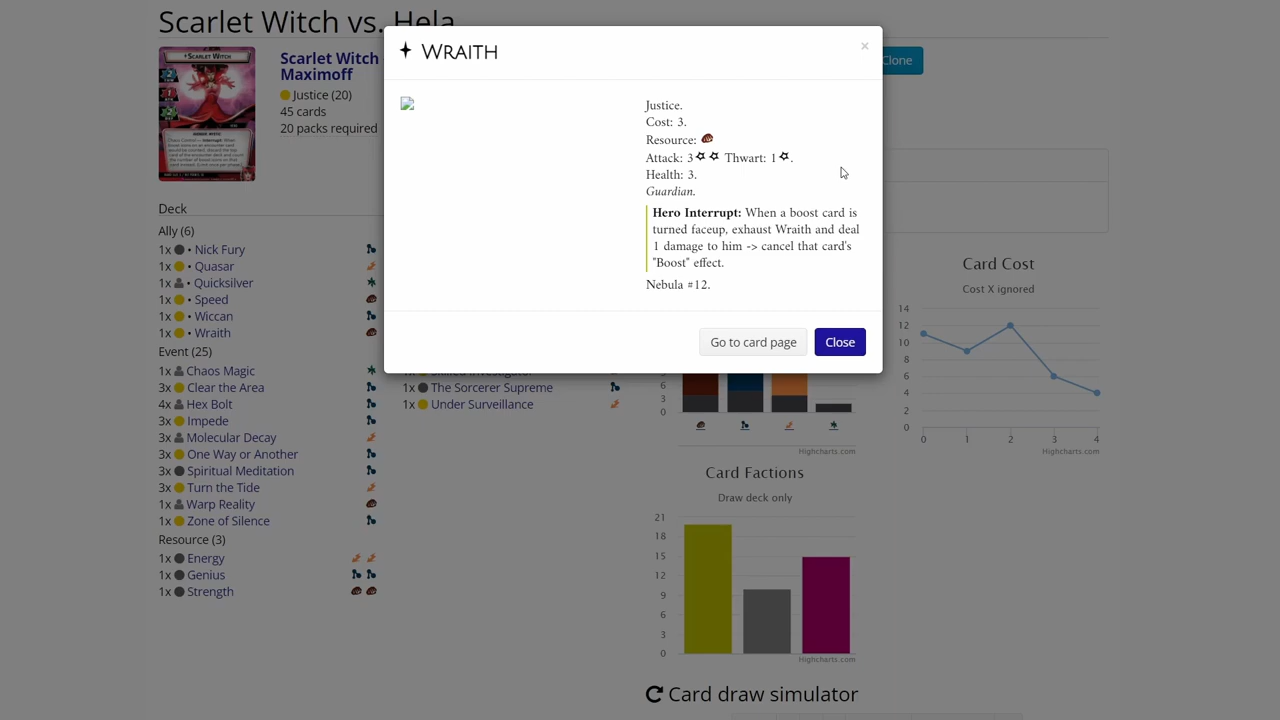 Scarlet Witch vs. Hela
WRAITH
×
Justice.
Cost: 3.
Resource:
Attack: 3 Thwart: 1.
Health: 3.
Guardian.
Hero Interrupt: When a boost card is
turned faceup, exhaust Wraith and deal
1 damage to him -> cancel that card's
"Boost" effect.
Nebula #12.
Go to card page
Close
Clone
SCARLET WITCH
Scarlet Witch
Maximoff
Justice (20)
45 cards
20 packs required
Deck
Ally (6)
1x • Nick Fury
1x • Quasar
1x • Quicksilver
1x • Speed
1x • Wiccan
1x • Wraith
Event (25)
1x Chaos Magic
3x Clear the Area
4x Hex Bolt
3x Impede
3x Molecular Decay
3x One Way or Another
3x Spiritual Meditation
3x Turn the Tide
1x Warp Reality
1x Zone of Silence
Resource (3)
1x Energy
1x Genius
1x Strength
1x The Sorcerer Supreme
1x Under Surveillance
6
3
0
Highcharts.com
Card Cost
Cost X ignored
14
12
10
8
6
4
2
0
0 1 2 3 4
Highcharts.com
Card Factions
Draw deck only
21
18
15
12
9
6
3
0
Highcharts.com
Card draw simulator